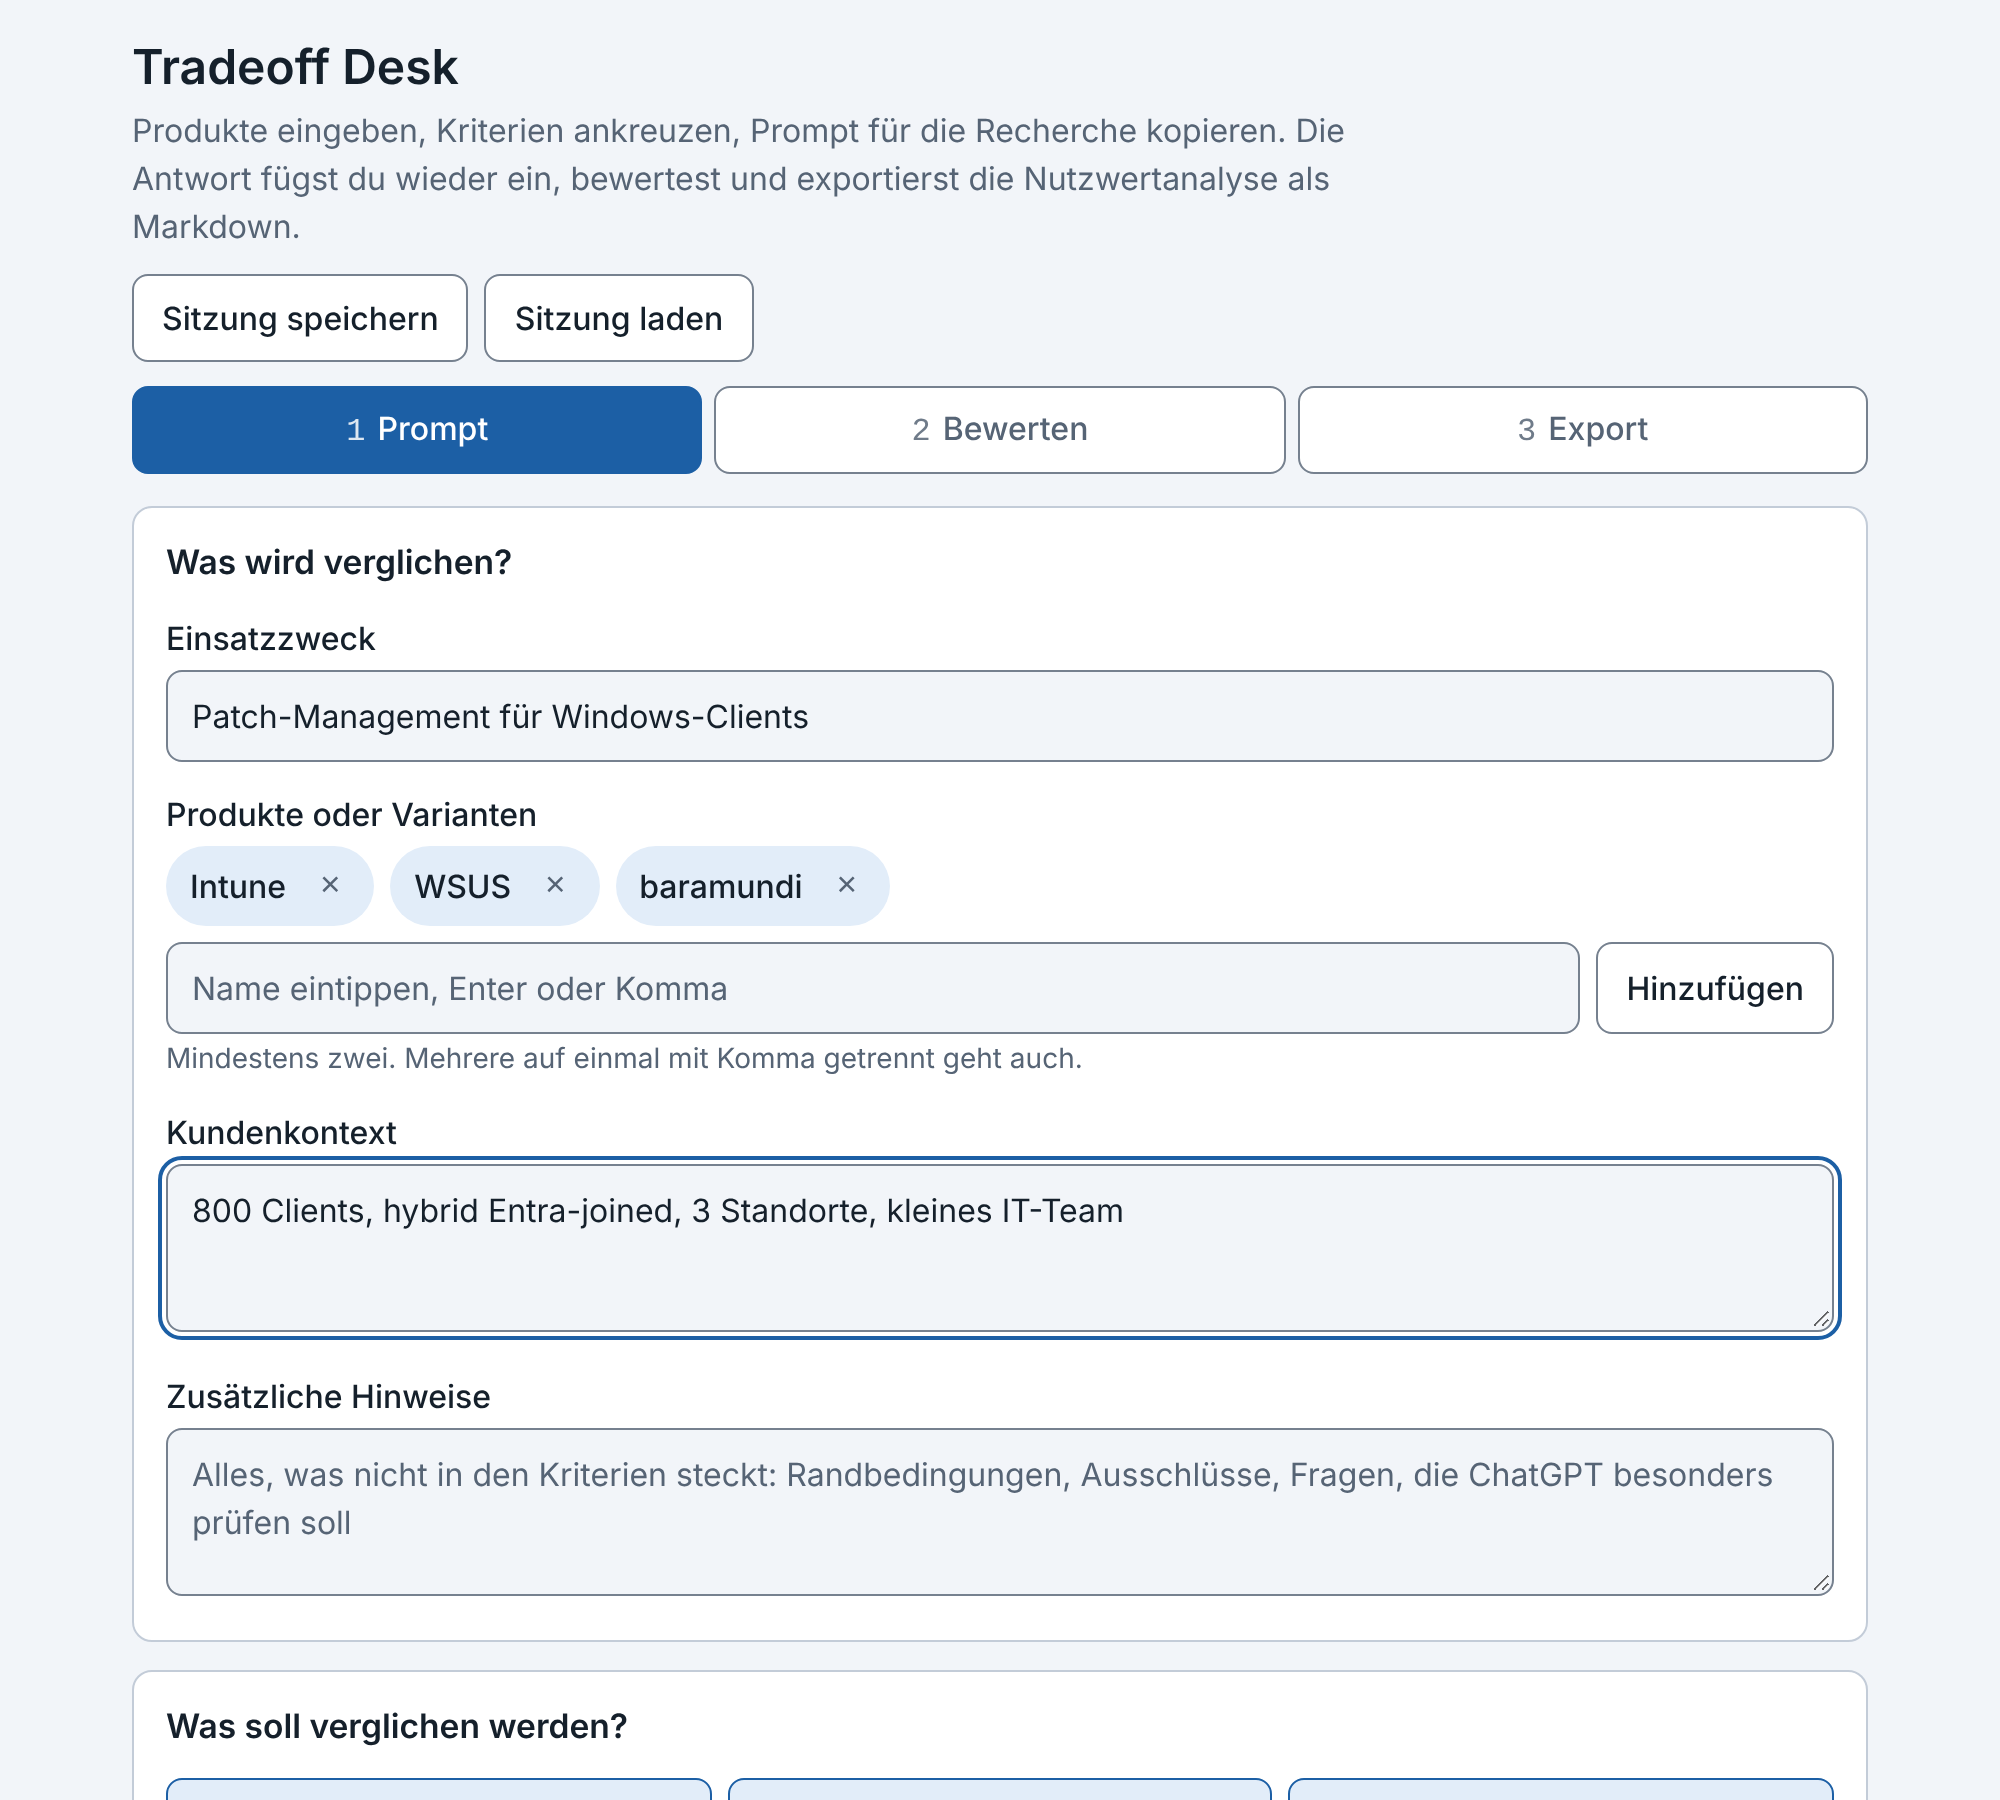 Tradeoff Desk
Produkte eingeben, Kriterien ankreuzen, Prompt für die Recherche kopieren. Die
Antwort fügst du wieder ein, bewertest und exportierst die Nutzwertanalyse als
Markdown.
Sitzung speichern
Sitzung laden
1 Prompt
2 Bewerten
3 Export
Was wird verglichen?
Einsatzzweck
Patch-Management für Windows-Clients
Produkte oder Varianten
Intune ×
WSUS ×
baramundi ×
Name eintippen, Enter oder Komma
Hinzufügen
Mindestens zwei. Mehrere auf einmal mit Komma getrennt geht auch.
Kundenkontext
800 Clients, hybrid Entra-joined, 3 Standorte, kleines IT-Team
Zusätzliche Hinweise
Alles, was nicht in den Kriterien steckt: Randbedingungen, Ausschlüsse, Fragen, die ChatGPT besonders
prüfen soll
Was soll verglichen werden?